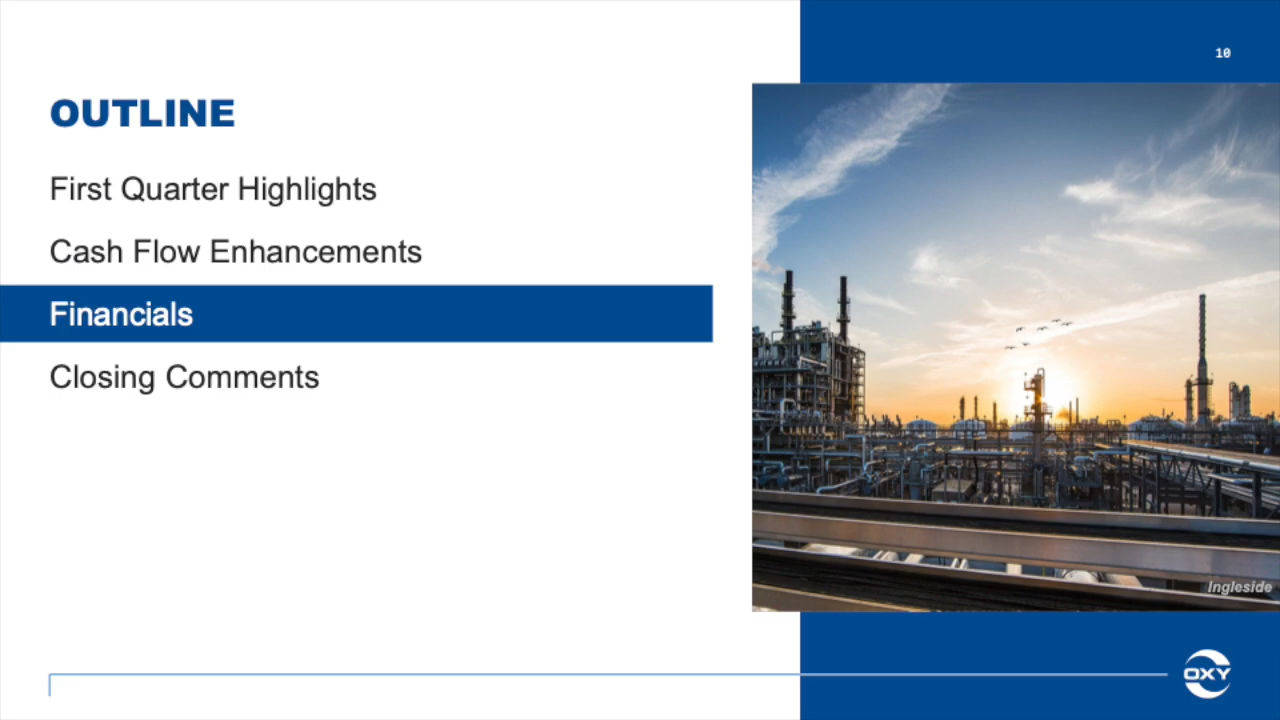 10
OUTLINE
First Quarter Highlights
Cash Flow Enhancements
Financials
Closing Comments
Ingleside
OXY